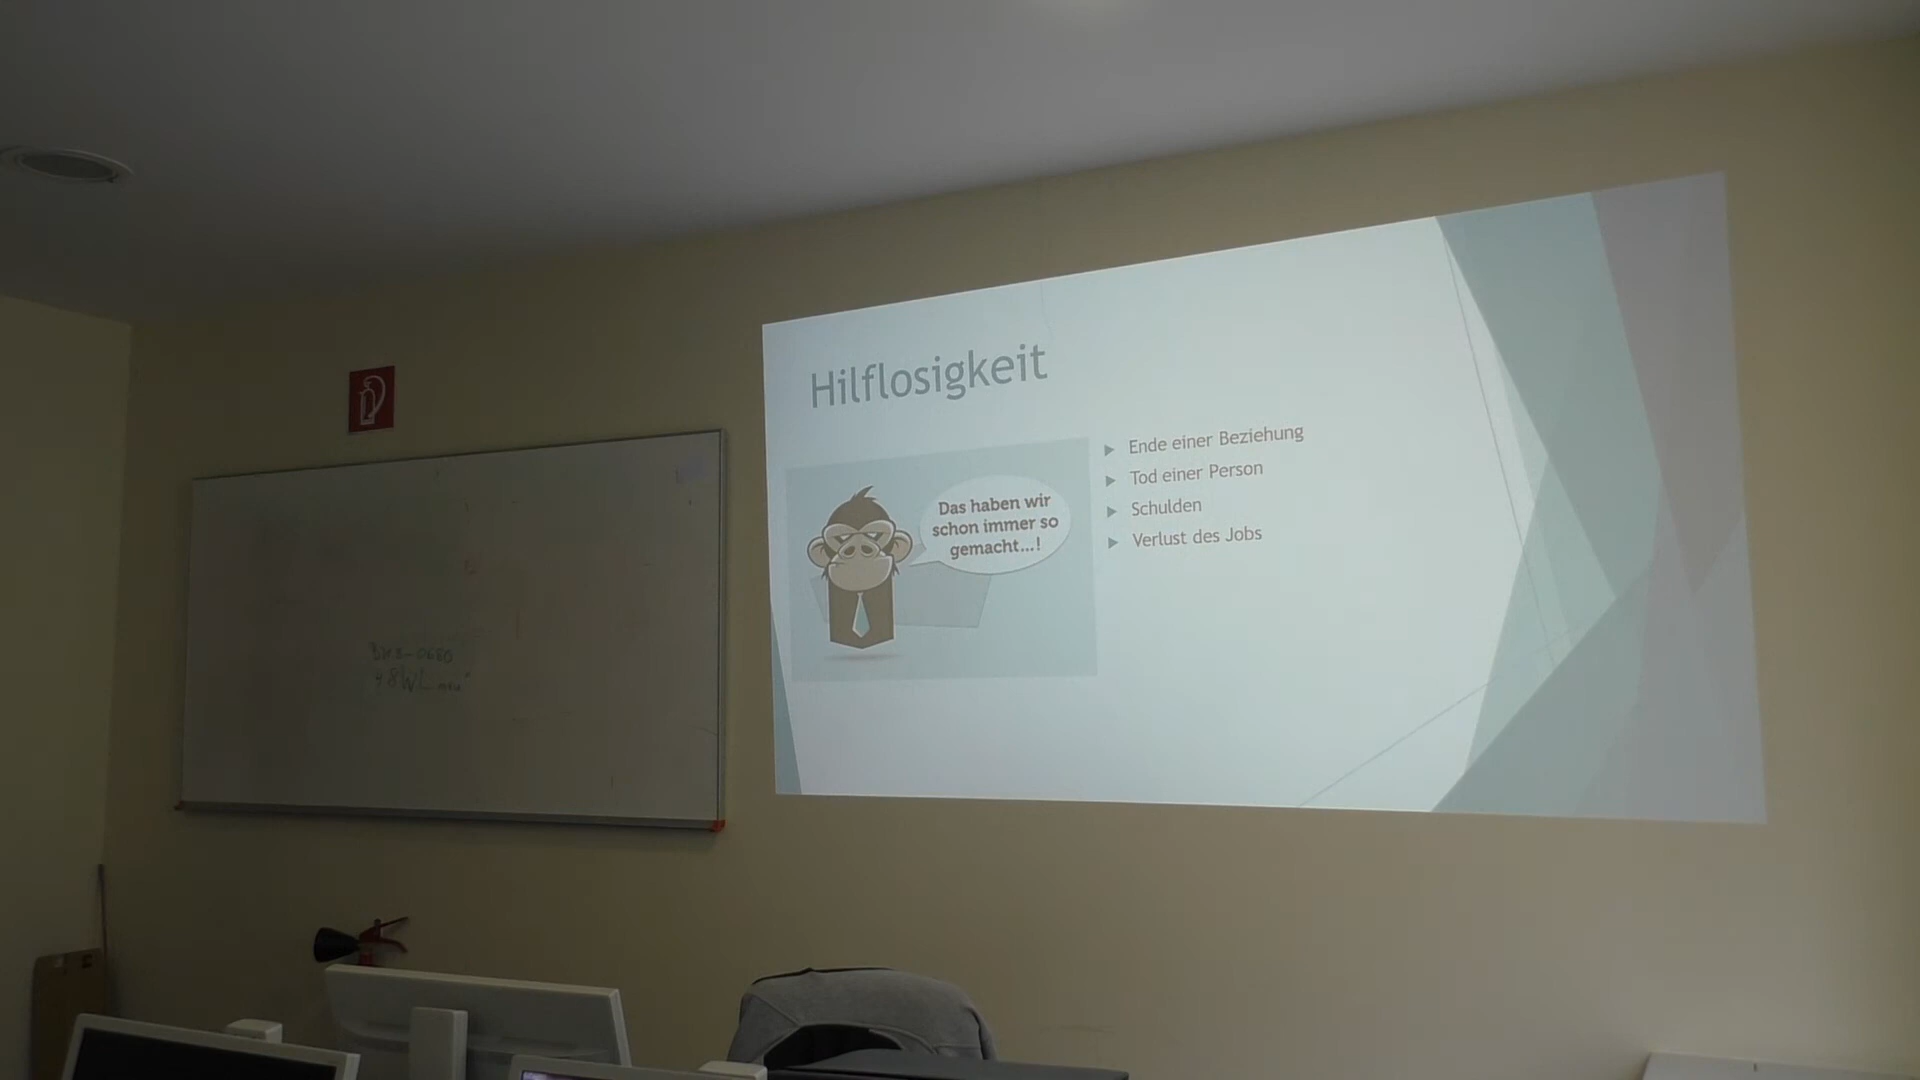 Hilflosigkeit
Das haben wir
schon immer so
gemacht...!
Ende einer Beziehung
Tod einer Person
Schulden
Verlust des Jobs